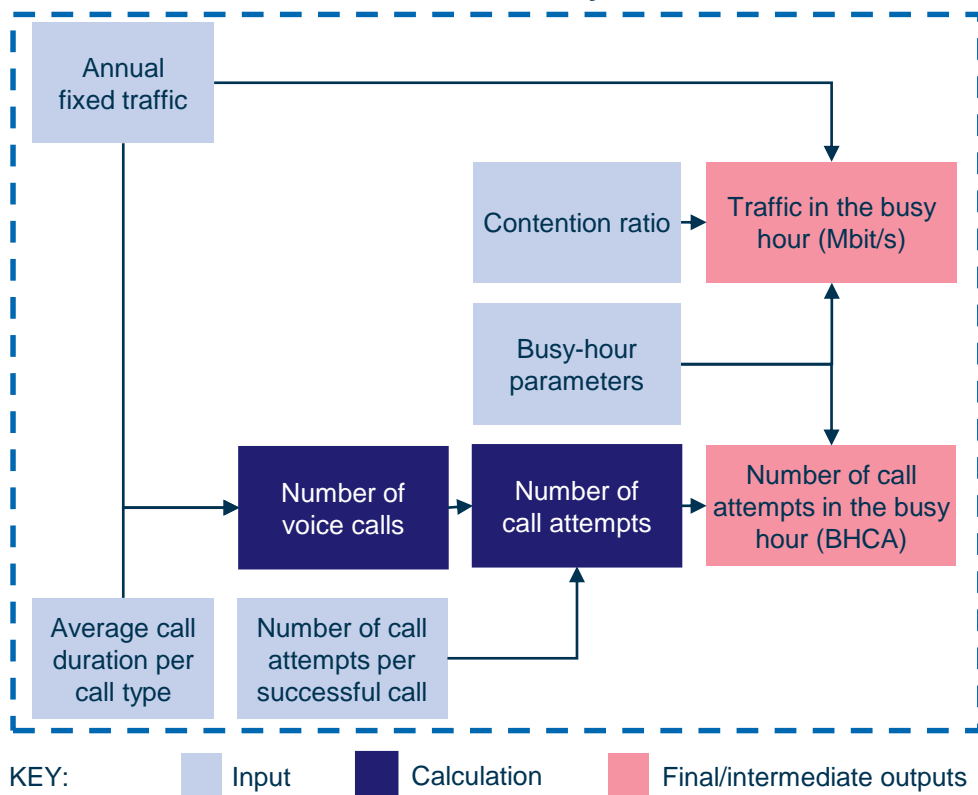 Annual
fixed traffic
Contention ratio
Traffic in the busy
hour (Mbit/s)
Busy-hour
parameters
Number of
voice calls
Number of
call attempts
Number of call
attempts in the busy
hour (BHCA)
Average call
duration per
call type
Number of call
attempts per
successful call
KEY:
Input
Calculation
Final/intermediate outputs